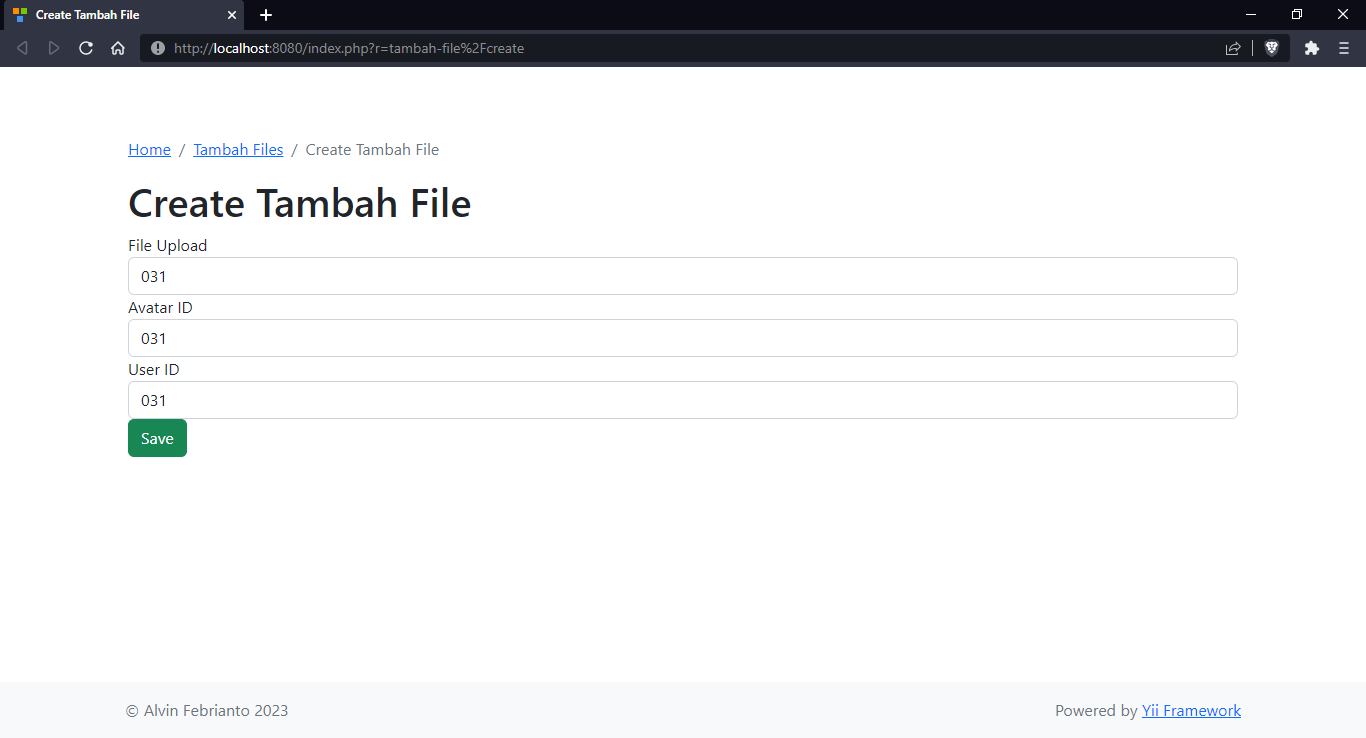 Create Tambah File
http://localhost:8080/index.php?r=tambah-file%2Fcreate
Home / Tambah Files / Create Tambah File
Create Tambah File
File Upload
031
Avatar ID
031
User ID
031
Save
© Alvin Febrianto 2023 Powered by Yii Framework